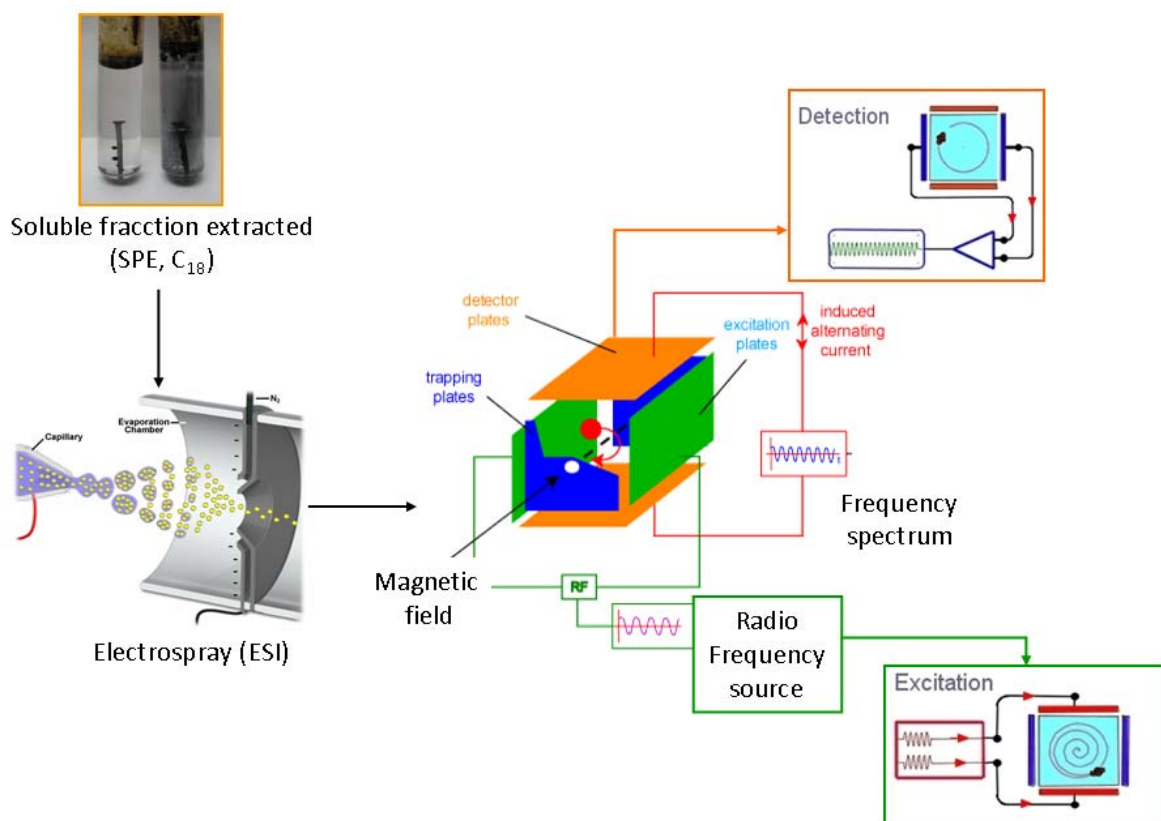 Soluble fracction extracted
(SPE, C18)
Detection
detector
plates
excitation
plates
induced
alternating
current
trapping
plates
N2
Evaporation
Chamber
Capillary
t
Frequency
spectrum
Magnetic
field
RF
Electrospray (ESI)
Radio
Frequency
source
Excitation